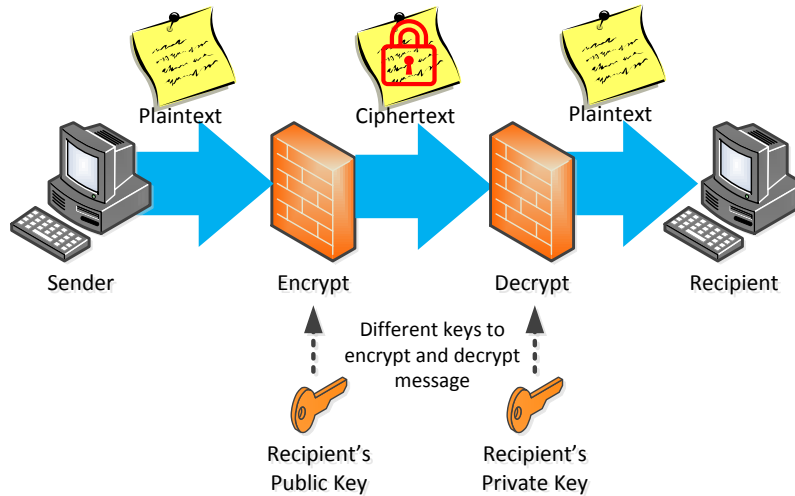 Plaintext
Ciphertext
Plaintext
Sender
Encrypt
Decrypt
Recipient
Different keys to
encrypt and decrypt
message
Recipient’s
Public Key
Recipient’s
Private Key